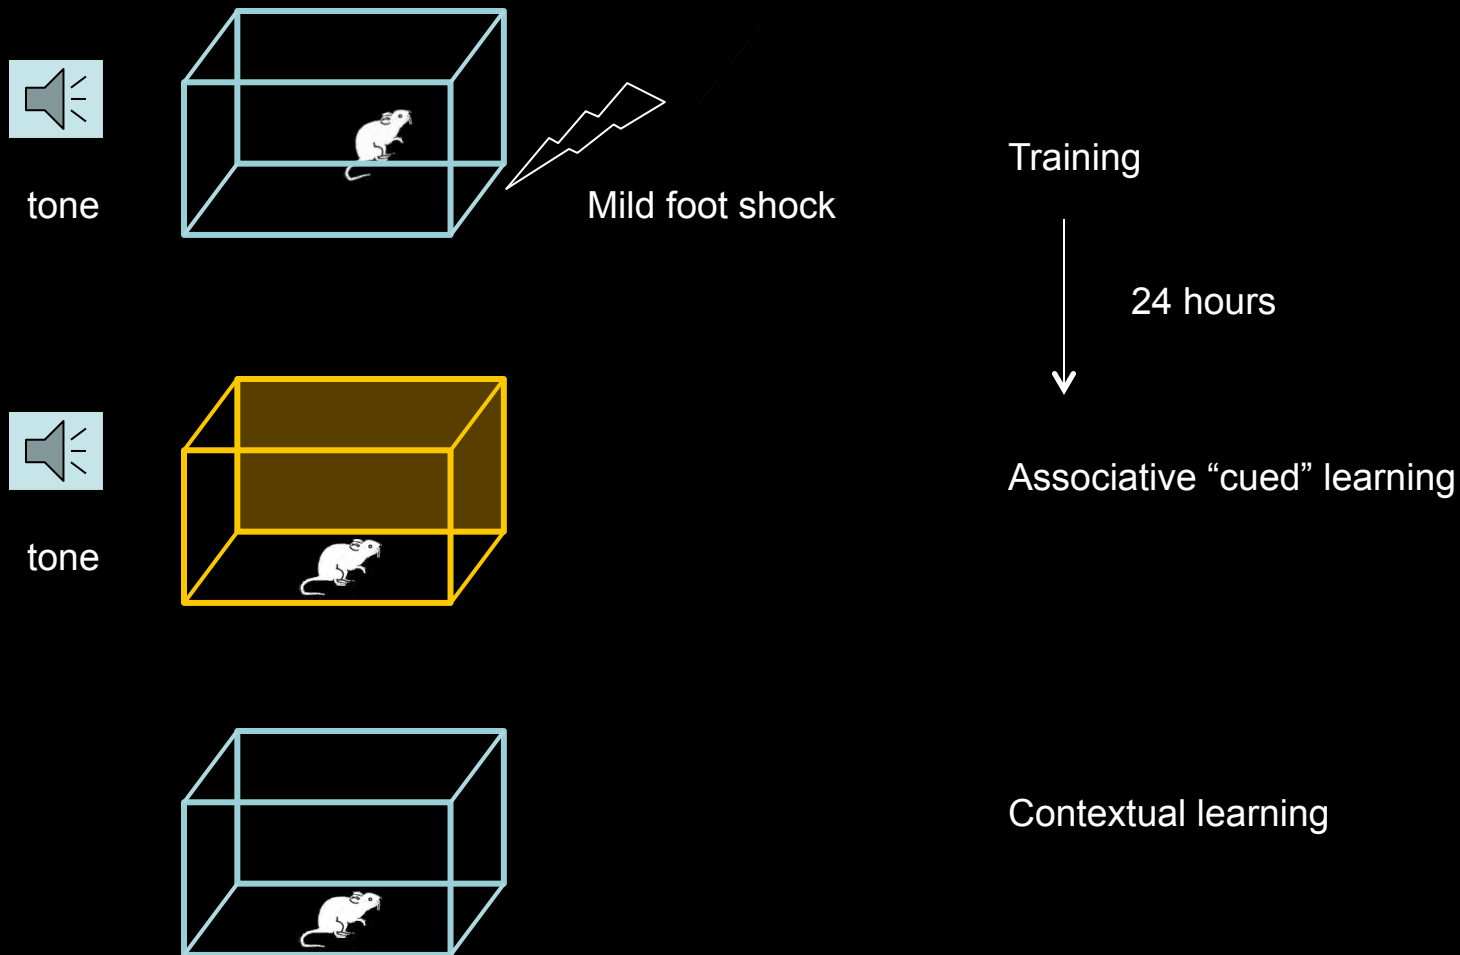 Training
tone
Mild foot shock
24 hours
Associative “cued” learning
tone
Contextual learning